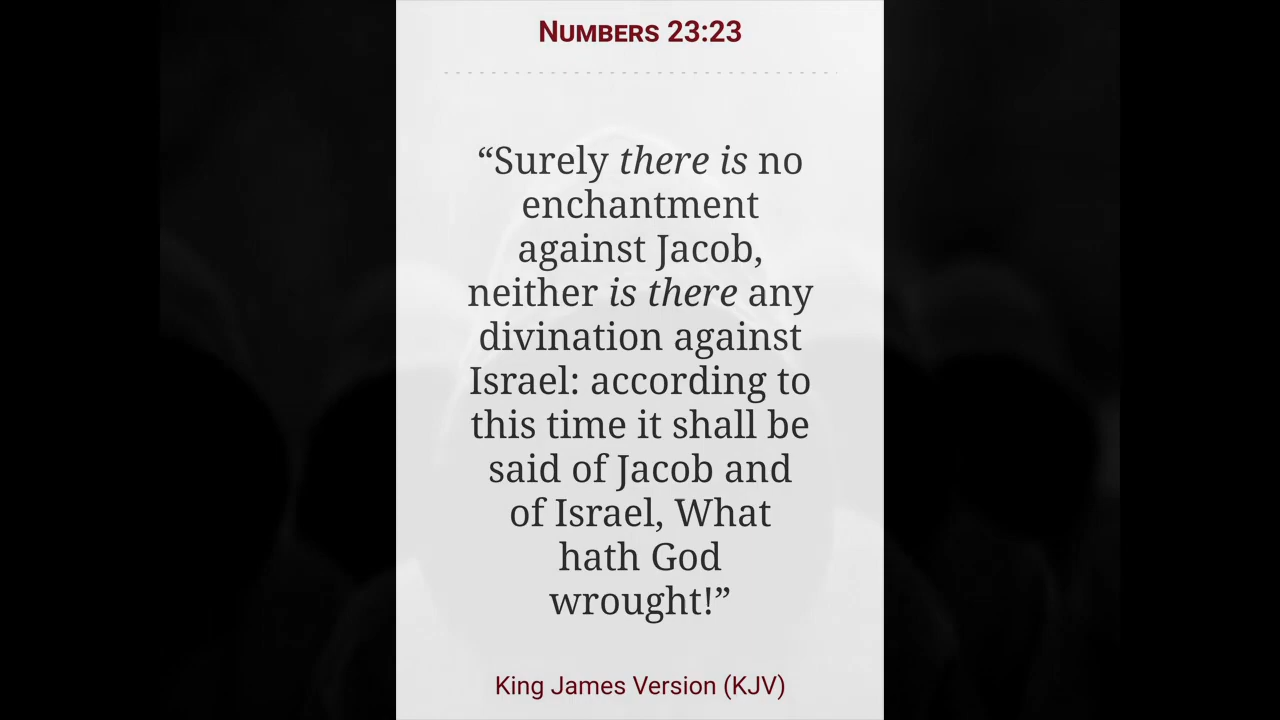 Numbers 23:23
“Surely there is no
enchantment
against Jacob,
neither is there any
divination against
Israel: according to
this time it shall be
said of Jacob and
of Israel, What
hath God
wrought!”
King James Version (KJV)